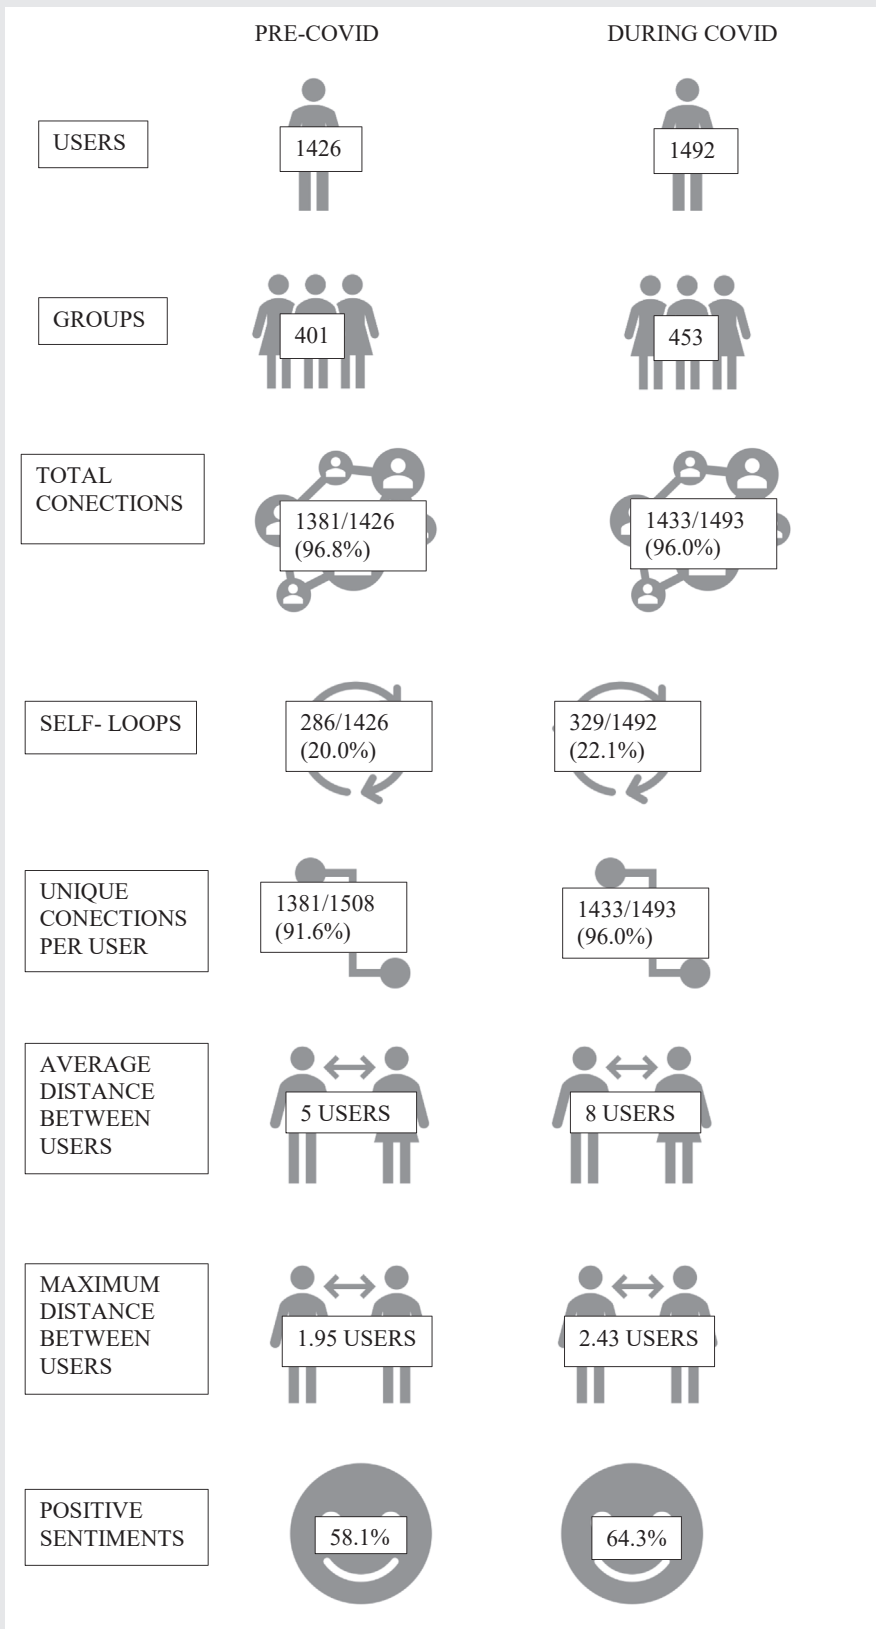 PRE-COVID
DURING COVID
USERS
1426
1492
GROUPS
401
453
TOTAL
CONECTIONS
1381/1426
(96.8%)
1433/1493
(96.0%)
SELF- LOOPS
286/1426
(20.0%)
329/1492
(22.1%)
UNIQUE
CONECTIONS
PER USER
1381/1508
(91.6%)
1433/1493
(96.0%)
AVERAGE
DISTANCE
BETWEEN
USERS
5 USERS
8 USERS
MAXIMUM
DISTANCE
BETWEEN
USERS
1.95 USERS
2.43 USERS
POSITIVE
SENTIMENTS
58.1%
64.3%